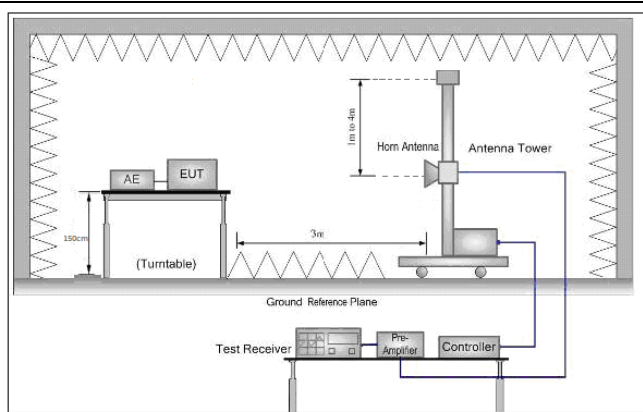 1m to 4m
Horn Antenna
Antenna Tower
AE
EUT
150cm
(Turntable)
3m
Ground Reference Plane
Test Receiver
Pre-
Amplifier
Controller